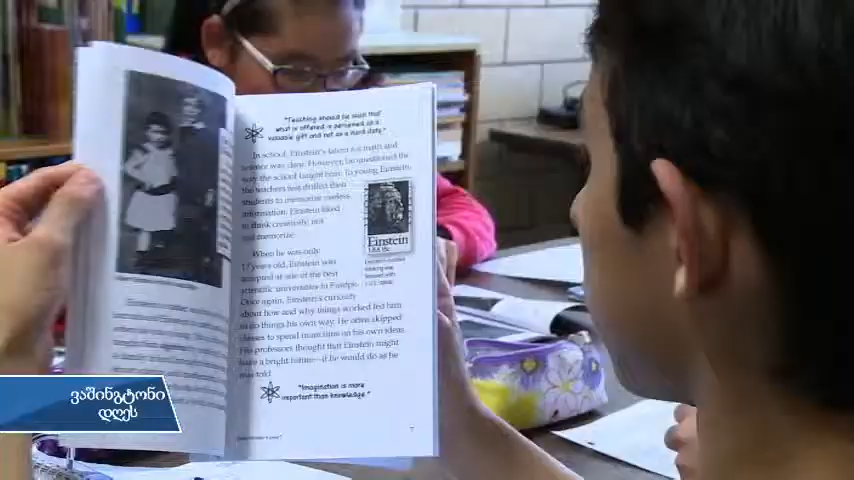 "Teaching should be such that
what is offered is perceived as a
valuable gift and not as a hard duty."
In school, Einstein's talent for math and
science was clear. However, he questioned the
way the school taught him. To young Einstein,
the teachers just drilled their
students to memorize useless
information. Einstein liked
to think creatively, not
just memorize.
Einstein
USA 15c
When he was only
17 years old, Einstein was
accepted at one of the best
scientific universities in Europe.
Once again, Einstein's curiosity
about how and why things worked led him
to do things his own way. He often skipped
classes to spend more time on his own ideas.
His professors thought that Einstein might
have a bright future—if he would do as he
was told.
"Imagination is more
important than knowledge."
7
ვაშინგტონი
დღეს